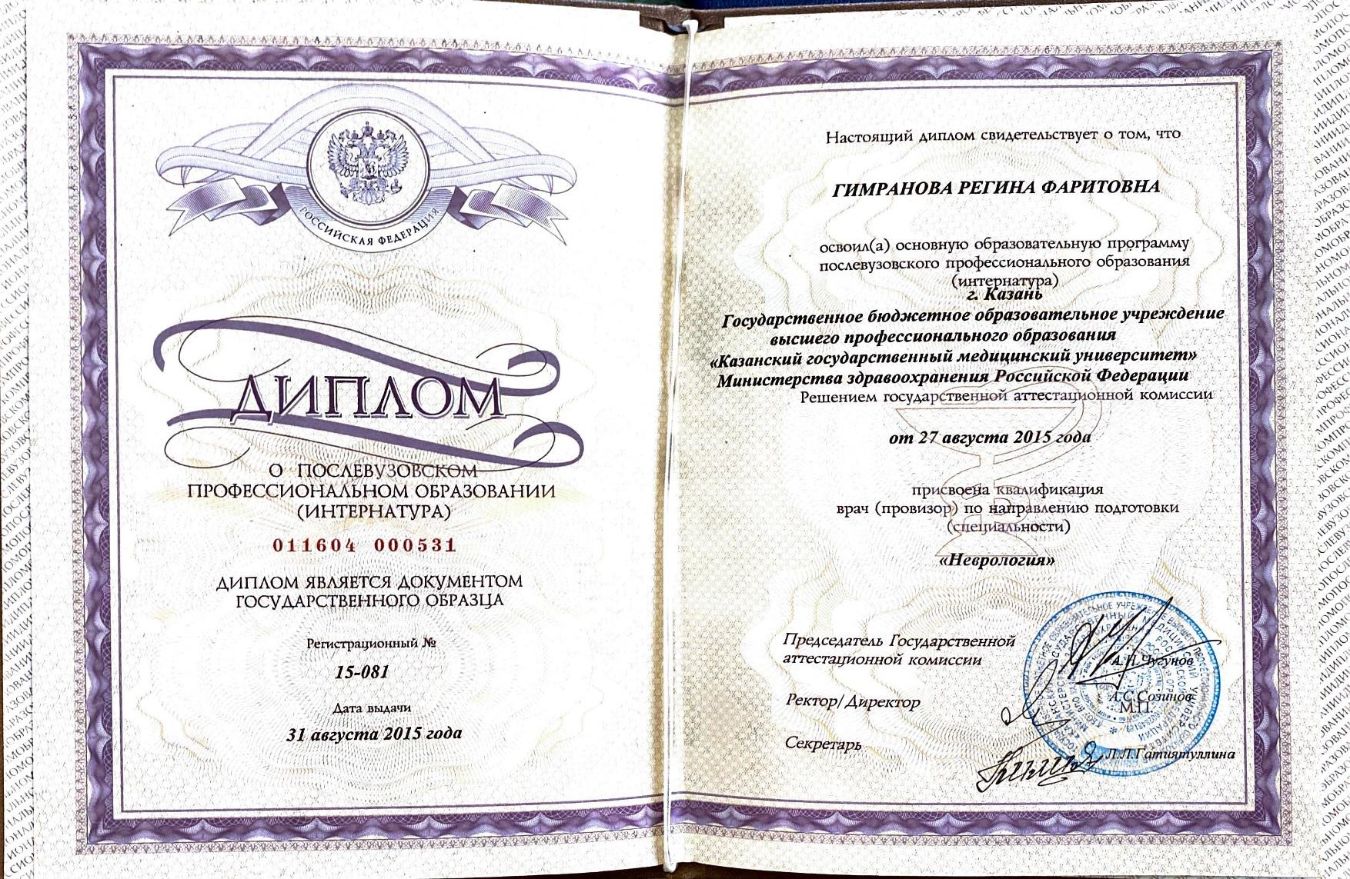 РОССИЙСКАЯ ФЕДЕРАЦИЯ
ДИПЛОМ
О ПОСЛЕВУЗОВСКОМ
ПРОФЕССИОНАЛЬНОМ ОБРАЗОВАНИИ
(ИНТЕРНАТУРА)
011604 000531
ДИПЛОМ ЯВЛЯЕТСЯ ДОКУМЕНТОМ
ГОСУДАРСТВЕННОГО ОБРАЗЦА
Регистрационный №
15-081
Дата выдачи
31 августа 2015 года
Настоящий диплом свидетельствует о том, что
ГИМРАНОВА РЕГИНА ФАРИТОВНА
освоил(а) основную образовательную программу
послевузовского профессионального образования
(интернатура)
г. Казань
Государственное бюджетное образовательное учреждение
высшего профессионального образования
«Казанский государственный медицинский университет»
Министерства здравоохранения Российской Федерации
Решением государственной аттестационной комиссии
от 27 августа 2015 года
присвоена квалификация
врач (провизор) по направлению подготовки
(специальности)
«Неврология»
Председатель Государственной
аттестационной комиссии
А.П.Чугунов
Ректор/Директор
А.С.Созинов
М.П.
Секретарь
Л.Л.Гатиятуллина